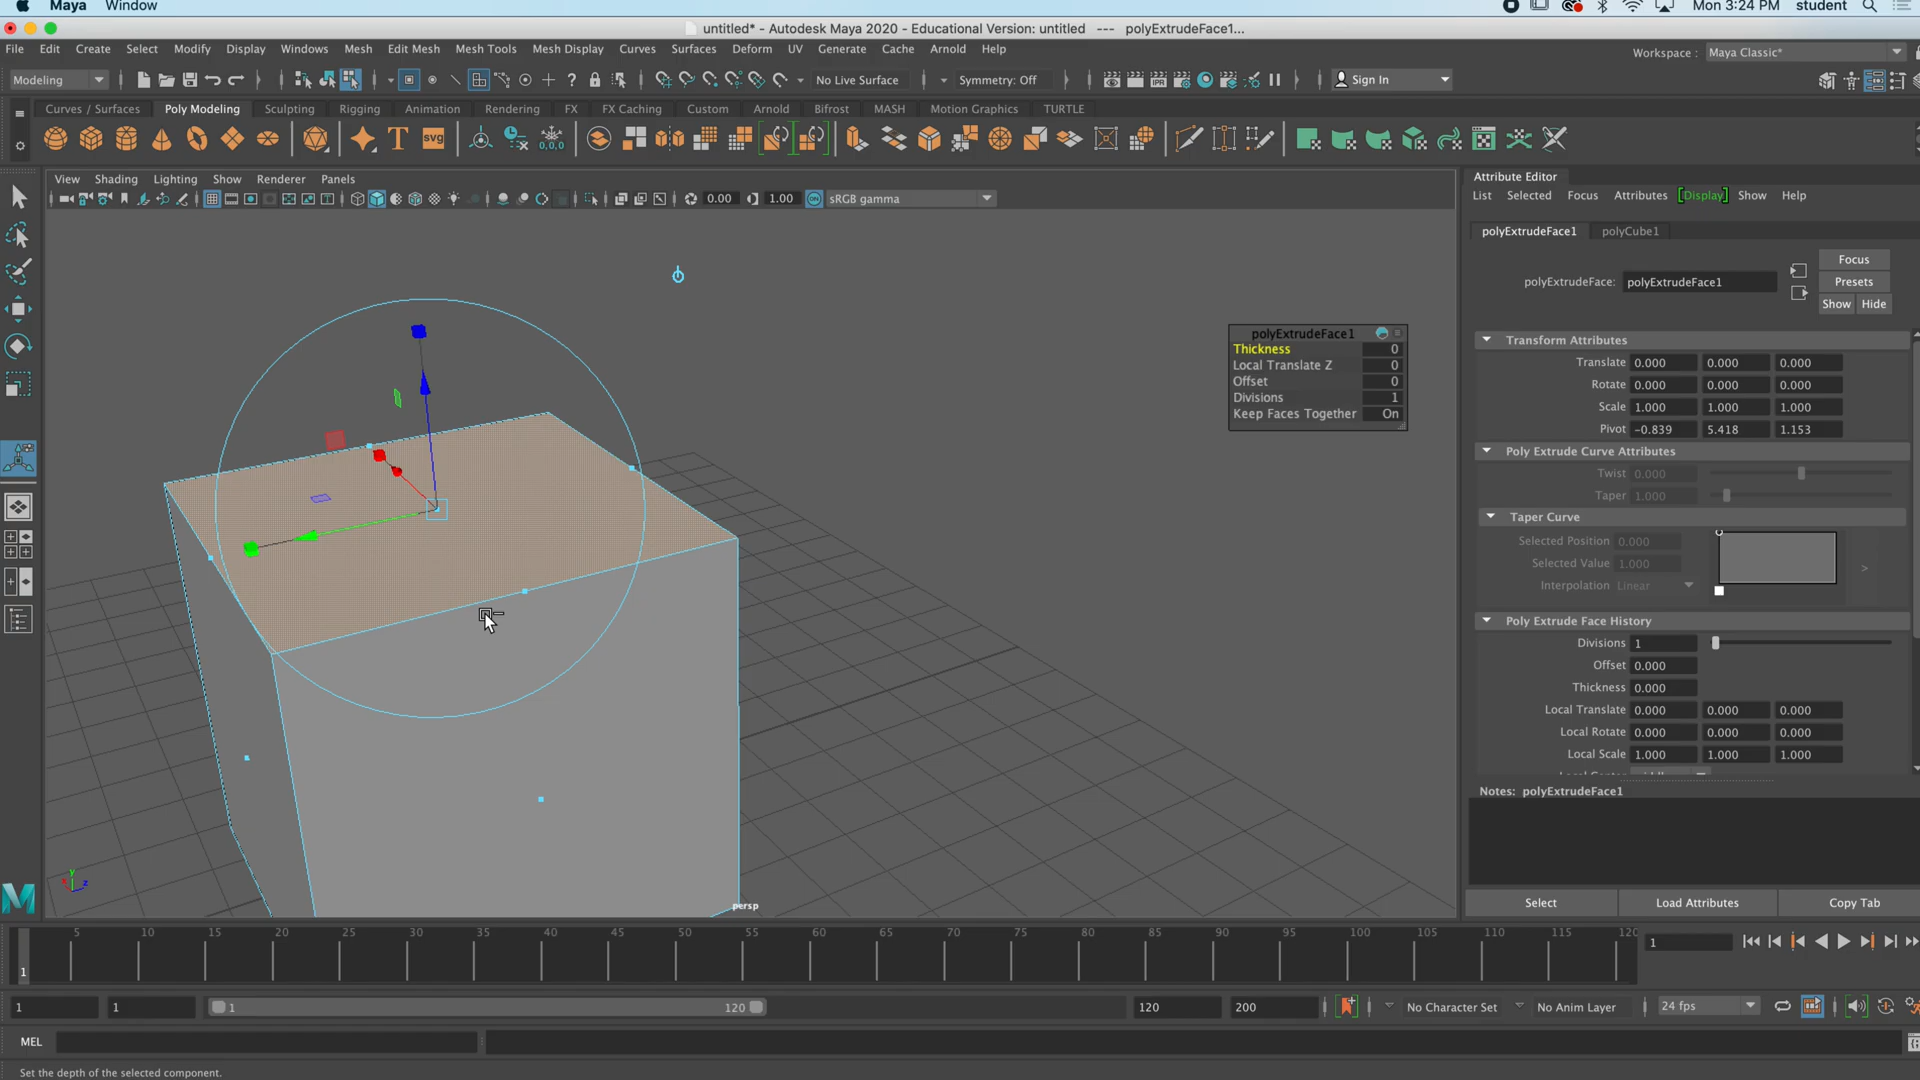 Maya Window Mon 3:24 PM student
untitled* - Autodesk Maya 2020 - Educational Version: untitled --- polyExtrudeFace1...
File Edit Create Select Modify Display Windows Mesh Edit Mesh Mesh Tools Mesh Display Curves Surfaces Deform UV Generate Cache Arnold Help
Workspace : Maya Classic*
Modeling No Live Surface Symmetry: Off Sign In
Curves / Surfaces Poly Modeling Sculpting Rigging Animation Rendering FX FX Caching Custom Arnold Bifrost MASH Motion Graphics TURTLE
T svg 0,0,0
View Shading Lighting Show Renderer Panels
0.00 1.00 ON sRGB gamma
Attribute Editor
List Selected Focus Attributes Display Show Help
polyExtrudeFace1 polyCube1
Focus
polyExtrudeFace: polyExtrudeFace1
Presets
Show Hide
polyExtrudeFace1
Thickness 0
Local Translate Z 0
Offset 0
Divisions 1
Keep Faces Together On
Transform Attributes
Translate 0.000 0.000 0.000
Rotate 0.000 0.000 0.000
Scale 1.000 1.000 1.000
Pivot -0.839 5.418 1.153
Poly Extrude Curve Attributes
Twist 0.000
Taper 1.000
Taper Curve
Selected Position 0.000
Selected Value 1.000
Interpolation Linear
>
Poly Extrude Face History
Divisions 1
Offset 0.000
Thickness 0.000
Local Translate 0.000 0.000 0.000
Local Rotate 0.000 0.000 0.000
Local Scale 1.000 1.000 1.000
Notes: polyExtrudeFace1
Select Load Attributes Copy Tab
y x z
persp
5 10 15 20 25 30 35 40 45 50 55 60 65 70 75 80 85 90 95 100 105 110 115 120
1
1
1 1 1 120 120 200 No Character Set No Anim Layer 24 fps
MEL
Set the depth of the selected component.